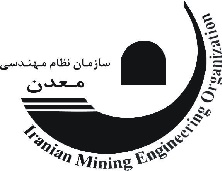 سازمان نظام مهندسی
معدن
Iranian Mining Engineering Organization